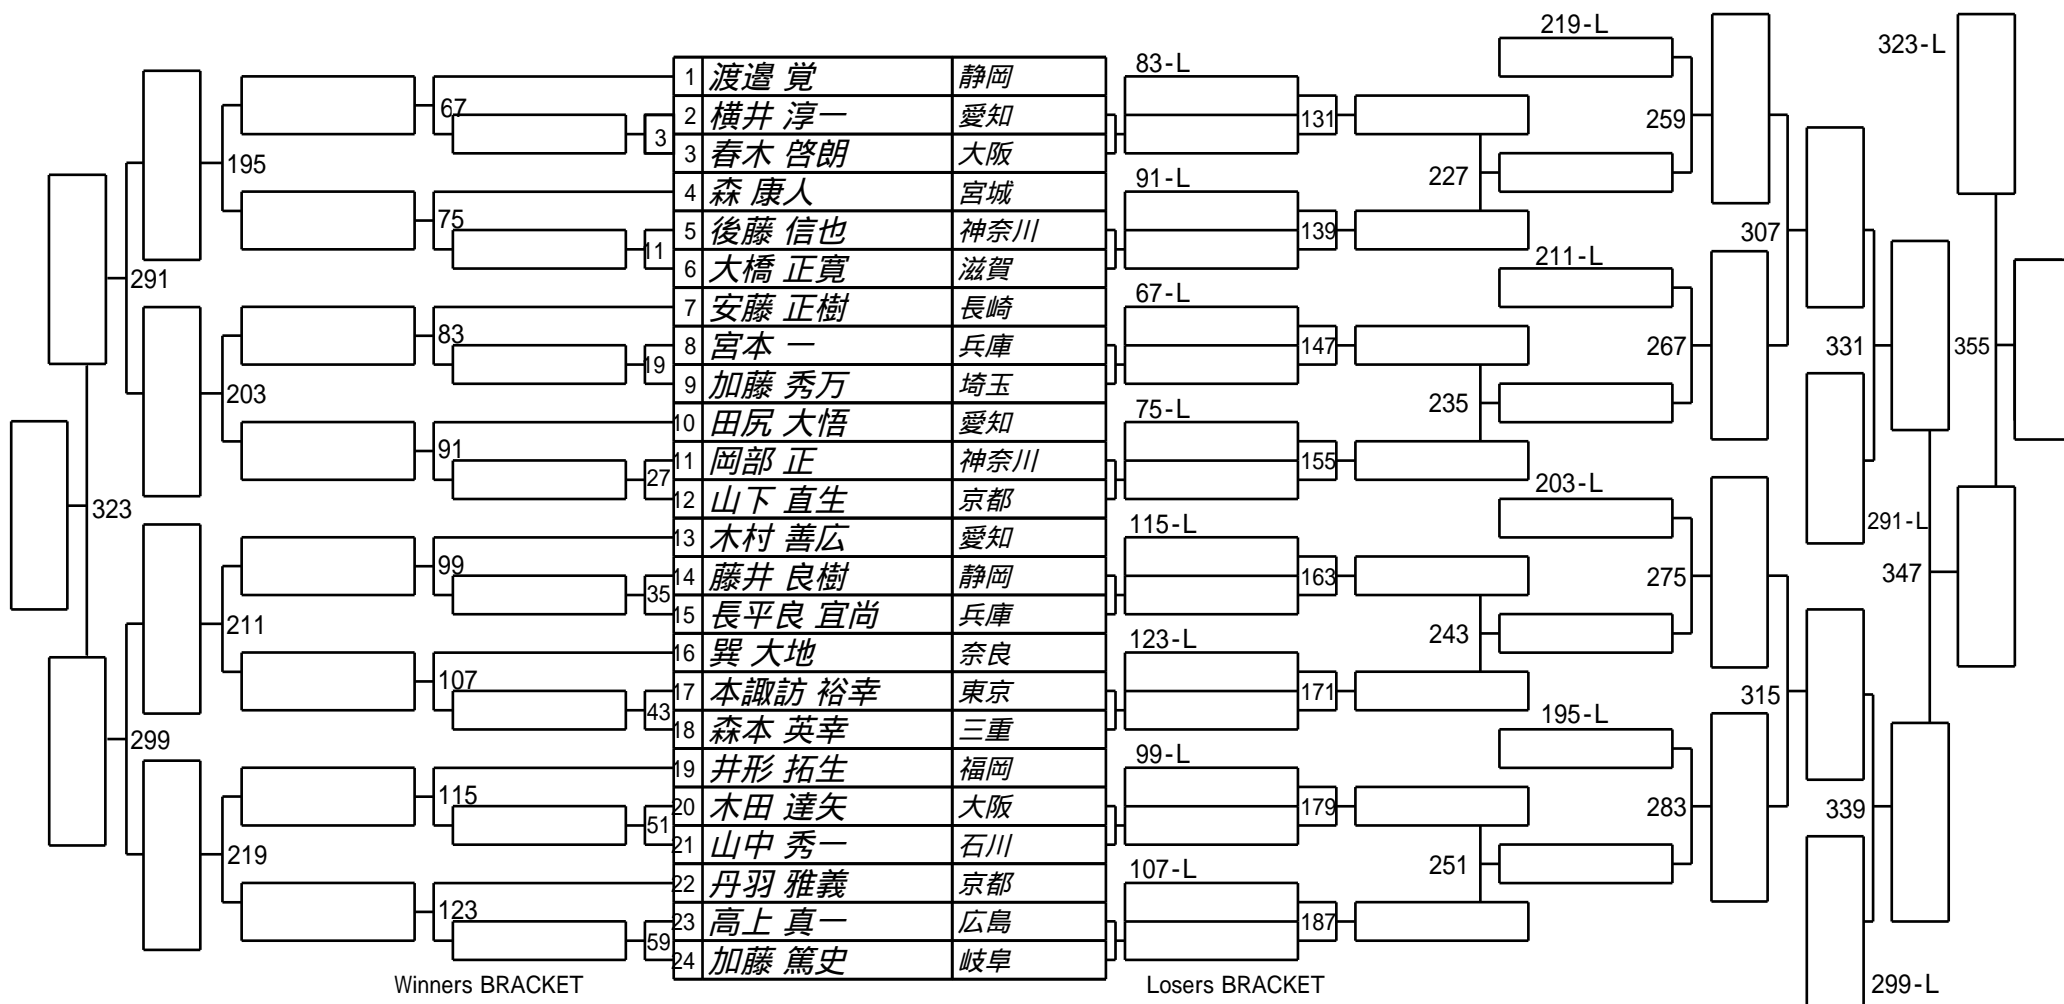 219-L
323-L
83-L
1 渡邉 覚 静岡
67
2 横井 淳一 愛知
131
259
3
3 春木 啓朗 大阪
195
4 森 康人 宮城
91-L
227
75
5 後藤 信也 神奈川
139
307
11
6 大橋 正寛 滋賀
211-L
291
7 安藤 正樹 長崎
67-L
83
8 宮本 一 兵庫
147
267
331
355
19
9 加藤 秀万 埼玉
203
235
10 田尻 大悟 愛知
75-L
91
11 岡部 正 神奈川
155
27
12 山下 直生 京都
203-L
323
291-L
13 木村 善広 愛知
115-L
99
14 藤井 良樹 静岡
163
275
347
35
15 長平良 宜尚 兵庫
211
243
16 巽 大地 奈良
123-L
107
17 本諏訪 裕幸 東京
171
315
43
18 森本 英幸 三重
195-L
299
19 井形 拓生 福岡
99-L
115
20 木田 達矢 大阪
179
283
339
51
21 山中 秀一 石川
219
251
22 丹羽 雅義 京都
107-L
123
23 高上 真一 広島
187
59
24 加藤 篤史 岐阜
Winners BRACKET
Losers BRACKET
299-L